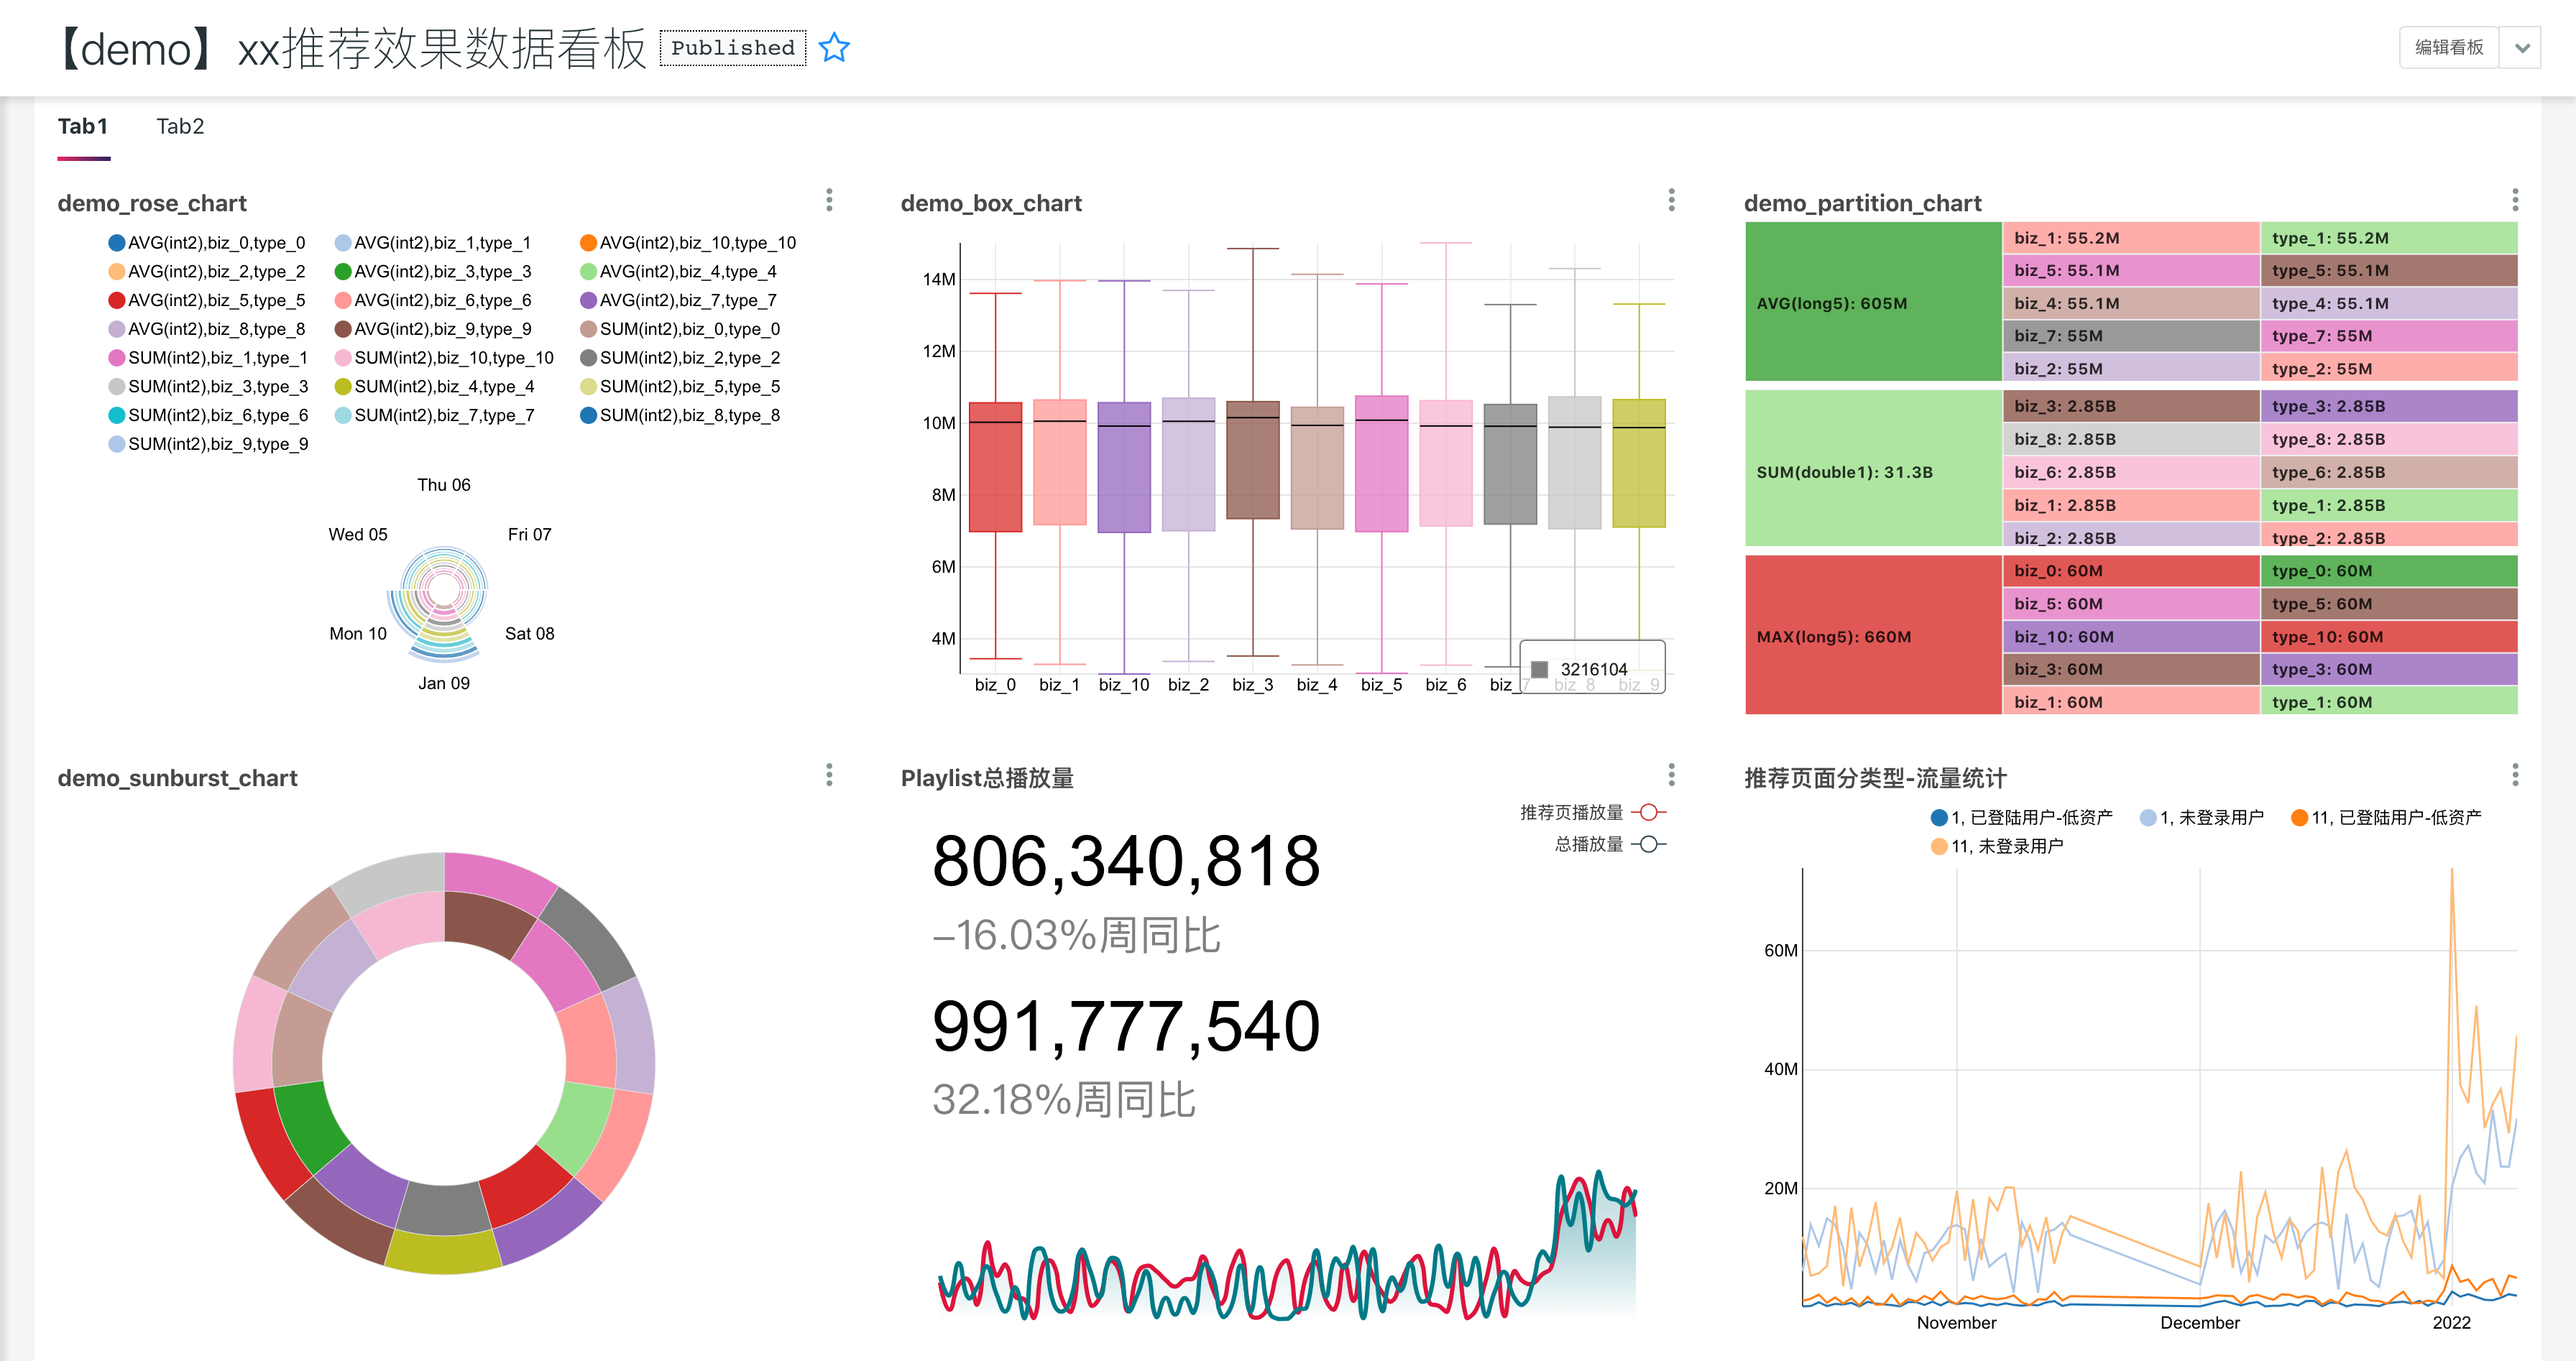 【demo】xx推荐效果数据看板 Published 编辑看板
Tab1 Tab2
demo_rose_chart
AVG(int2),biz_0,type_0 AVG(int2),biz_1,type_1 AVG(int2),biz_10,type_10
AVG(int2),biz_2,type_2 AVG(int2),biz_3,type_3 AVG(int2),biz_4,type_4
AVG(int2),biz_5,type_5 AVG(int2),biz_6,type_6 AVG(int2),biz_7,type_7
AVG(int2),biz_8,type_8 AVG(int2),biz_9,type_9 SUM(int2),biz_0,type_0
SUM(int2),biz_1,type_1 SUM(int2),biz_10,type_10 SUM(int2),biz_2,type_2
SUM(int2),biz_3,type_3 SUM(int2),biz_4,type_4 SUM(int2),biz_5,type_5
SUM(int2),biz_6,type_6 SUM(int2),biz_7,type_7 SUM(int2),biz_8,type_8
SUM(int2),biz_9,type_9
Thu 06
Wed 05 Fri 07
Mon 10 Sat 08
Jan 09
demo_box_chart
14M
12M
10M
8M
6M
4M
3216104
biz_0 biz_1 biz_10 biz_2 biz_3 biz_4 biz_5 biz_6 biz_7 biz_8 biz_9
demo_partition_chart
AVG(long5): 605M
biz_1: 55.2M type_1: 55.2M
biz_5: 55.1M type_5: 55.1M
biz_4: 55.1M type_4: 55.1M
biz_7: 55M type_7: 55M
biz_2: 55M type_2: 55M
SUM(double1): 31.3B
biz_3: 2.85B type_3: 2.85B
biz_8: 2.85B type_8: 2.85B
biz_6: 2.85B type_6: 2.85B
biz_1: 2.85B type_1: 2.85B
biz_2: 2.85B type_2: 2.85B
MAX(long5): 660M
biz_0: 60M type_0: 60M
biz_5: 60M type_5: 60M
biz_10: 60M type_10: 60M
biz_3: 60M type_3: 60M
biz_1: 60M type_1: 60M
demo_sunburst_chart
Playlist总播放量
推荐页播放量
总播放量
806,340,818
–16.03%周同比
991,777,540
32.18%周同比
推荐页面分类型-流量统计
1, 已登陆用户-低资产 1, 未登录用户 11, 已登陆用户-低资产
11, 未登录用户
60M
40M
20M
November December 2022